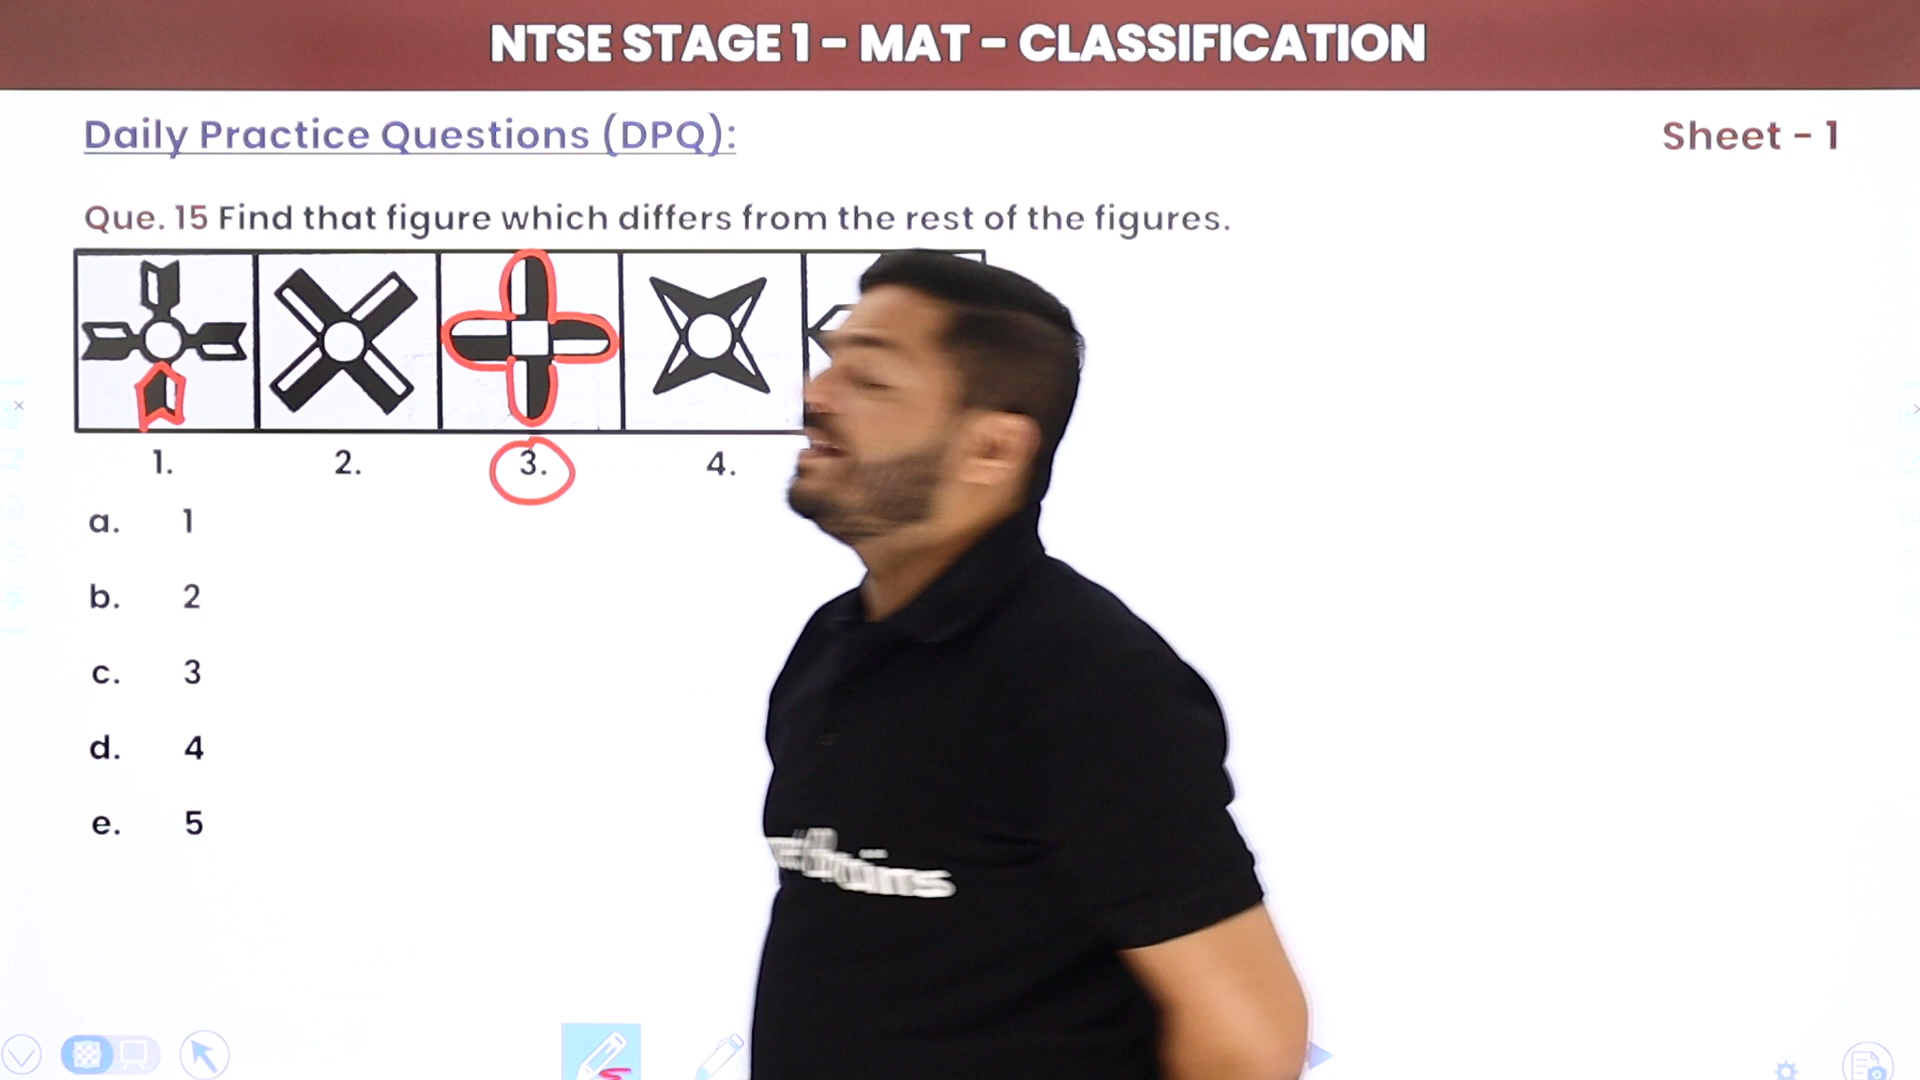 NTSE STAGE 1 - MAT - CLASSIFICATION
Daily Practice Questions (DPQ):
Sheet - 1
Que. 15 Find that figure which differs from the rest of the figures.
1. 2. 3. 4.
a. 1
b. 2
c. 3
d. 4
e. 5